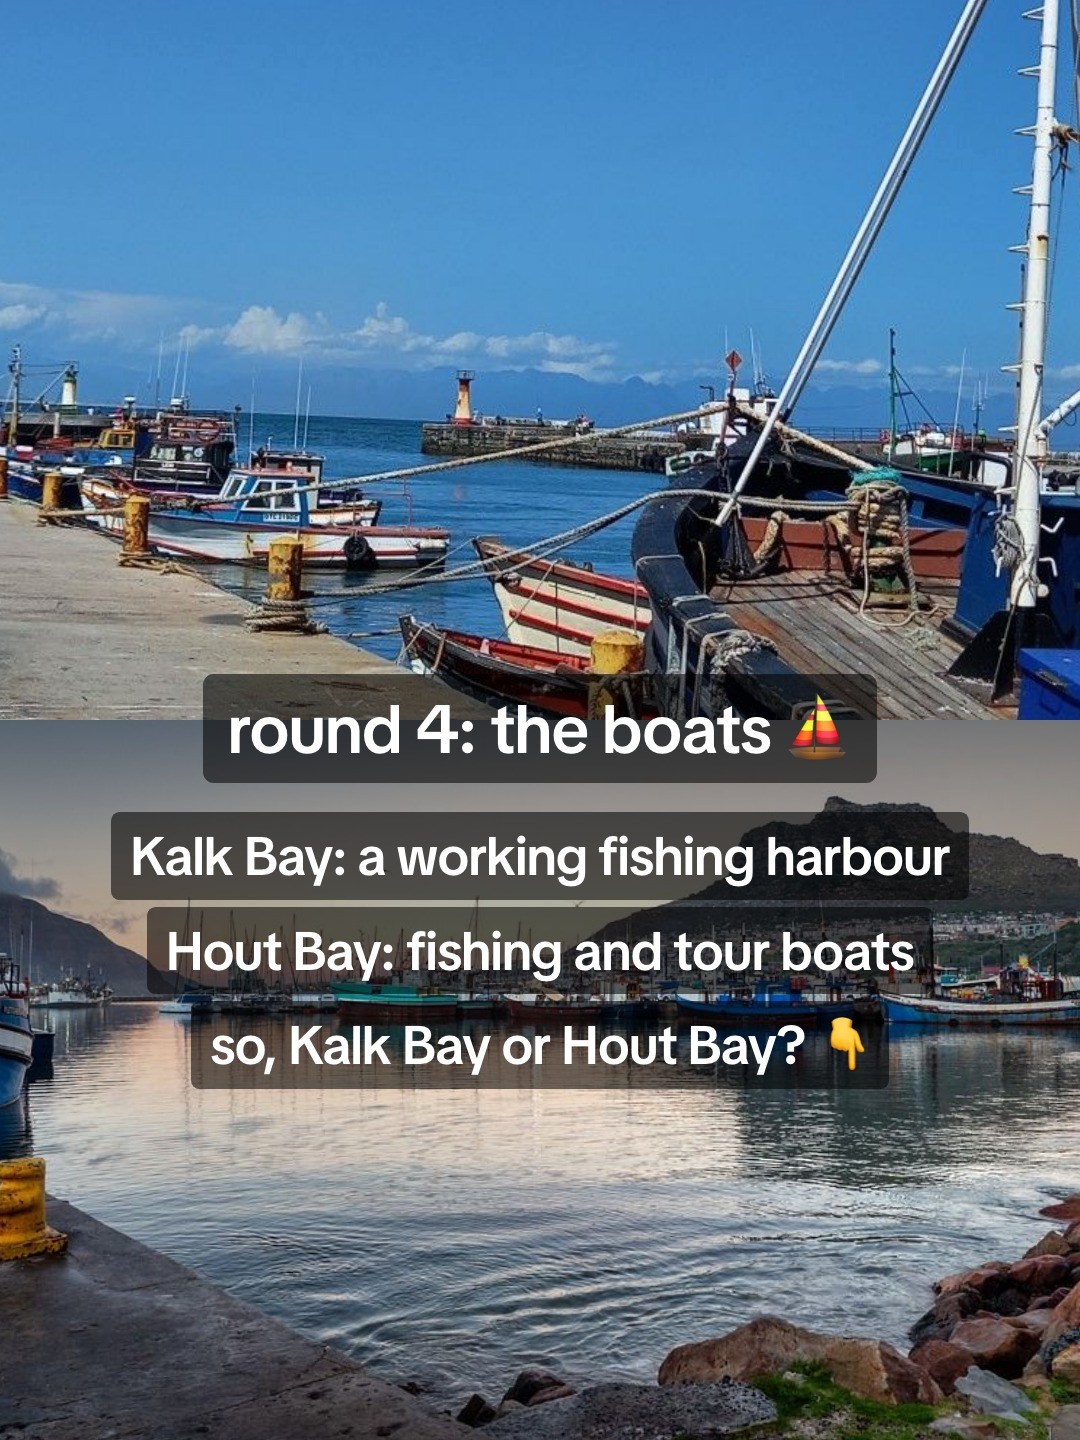 round 4: the boats ⛵
Kalk Bay: a working fishing harbour
Hout Bay: fishing and tour boats
so, Kalk Bay or Hout Bay? 👇